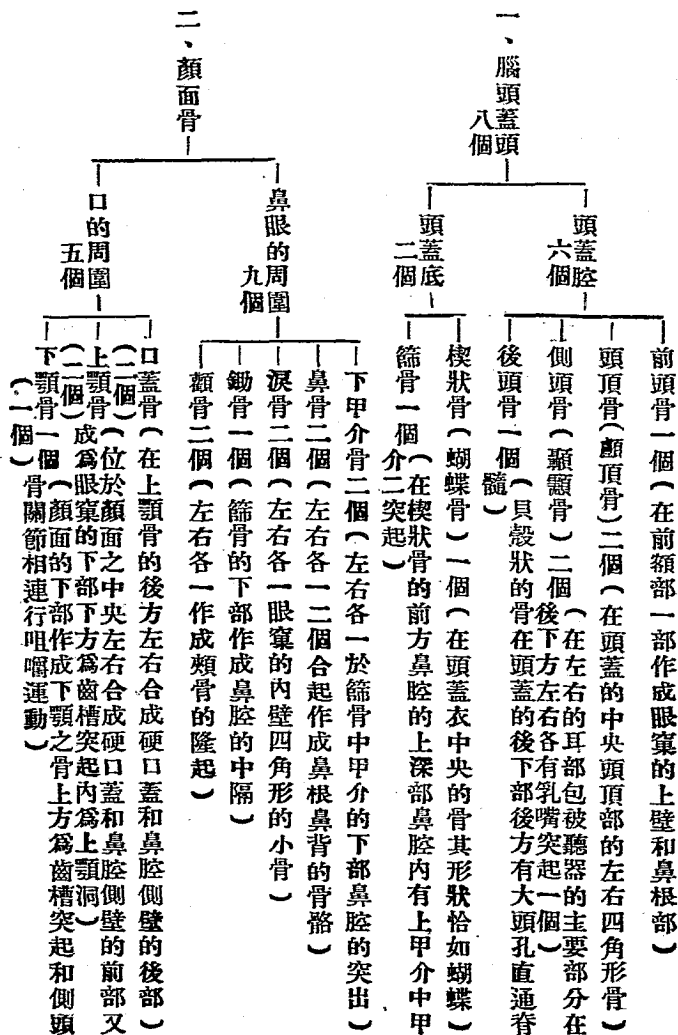 一、腦頭蓋頭
八個
頭蓋腔
六個
前頭骨一個(在前額部一部作成眼窠的上壁和鼻根部)
頭頂骨(顱頂骨)二個(在頭蓋的中央頭頂部的左右四角形骨)
側頭骨(顳顬骨)二個(在左右的耳部包被聽器的主要部分在
後下方左右各有乳嘴突起一個)
後頭骨一個(貝殼狀的骨在頭蓋的後下部後方有大頭孔直通脊
髓)
頭蓋底
二個
楔狀骨(蝴蝶骨)一個(在頭蓋衣中央的骨其形狀恰如蝴蝶)
篩骨一個(在楔狀骨的前方鼻腔的上深部鼻腔內有上甲介中甲
介二突起)
二、顏面骨
鼻眼的周圍
九個
下甲介骨二個(左右各一於篩骨中甲介的下部鼻腔的突出)
鼻骨二個(左右各一二個合起作成鼻根鼻背的骨骼)
淚骨二個(左右各一眼窠的內壁四角形的小骨)
鋤骨一個(篩骨的下部作成鼻腔的中隔)
顴骨二個(左右各一作成頰骨的隆起)
口的周圍
五個
口蓋骨(在上顎骨的後方左右合成硬口蓋和鼻腔側壁的後部)
(二個)
上顎骨(位於顏面之中央左右合成硬口蓋和鼻腔側壁的前部又
(二個)成爲眼窠的下部下方爲齒槽突起內爲上顎洞)
下顎骨一個(顏面的下部作成下顎之骨上方爲齒槽突起和側頭
(一個)骨關節相連行咀嚼運動)